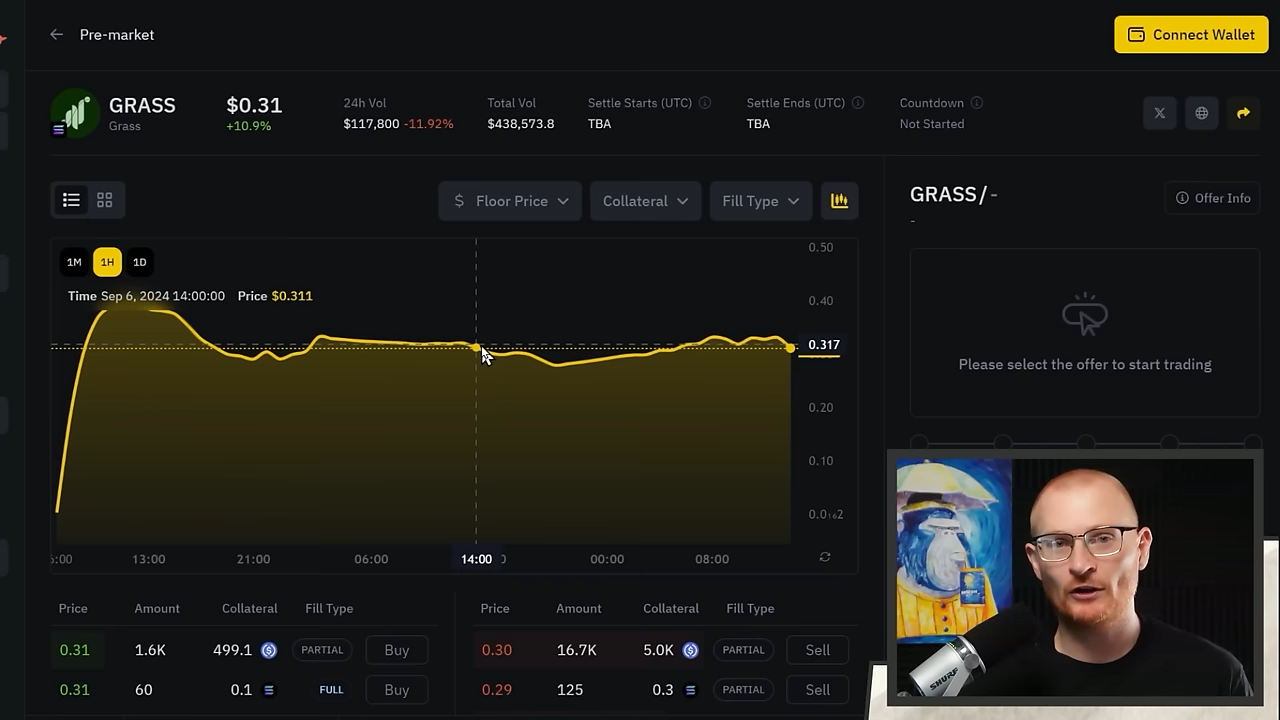 Pre-market
Connect Wallet
GRASS
Grass
$0.31
+10.9%
24h Vol
$117,800 -11.92%
Total Vol
$438,573.8
Settle Starts (UTC)
TBA
Settle Ends (UTC)
TBA
Countdown
Not Started
$ Floor Price
Collateral
Fill Type
GRASS / -
-
Offer Info
1M 1H 1D
Time Sep 6, 2024 14:00:00 Price $0.311
0.50
0.40
0.317
0.20
0.10
0.0₁₆2
13:00 21:00 06:00 14:00 00:00 08:00
Please select the offer to start trading
Price Amount Collateral Fill Type
0.31 1.6K 499.1 PARTIAL Buy
0.31 60 0.1 FULL Buy
Price Amount Collateral Fill Type
0.30 16.7K 5.0K PARTIAL Sell
0.29 125 0.3 PARTIAL Sell
SHURE